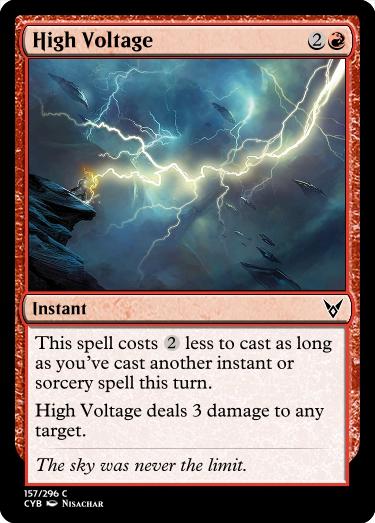 High Voltage 2
Instant
This spell costs 2 less to cast as long
as you've cast another instant or
sorcery spell this turn.
High Voltage deals 3 damage to any
target.
The sky was never the limit.
157/296 C
CYB Nisachar